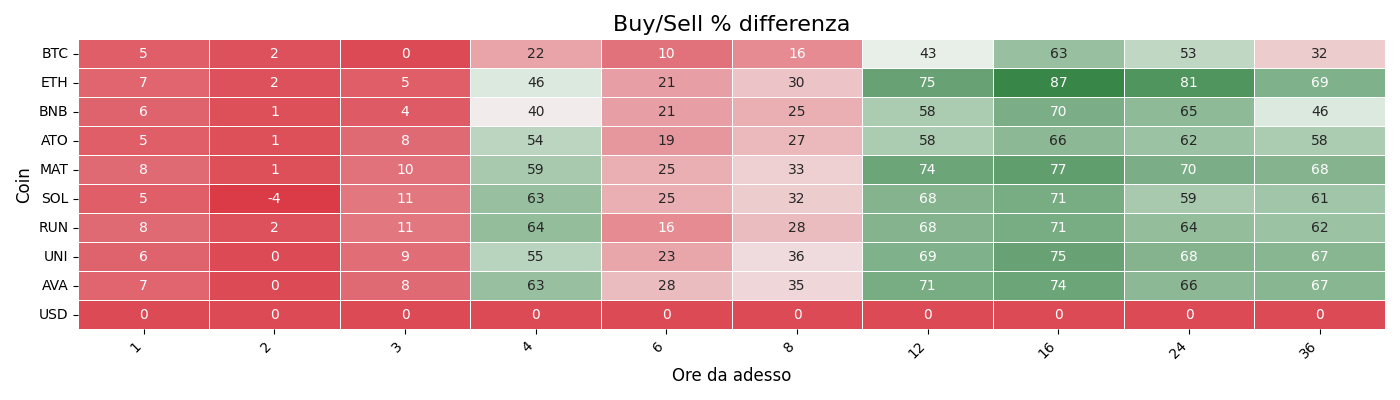 Buy/Sell % differenza
Coin
BTC 5 2 0 22 10 16 43 63 53 32
ETH 7 2 5 46 21 30 75 87 81 69
BNB 6 1 4 40 21 25 58 70 65 46
ATO 5 1 8 54 19 27 58 66 62 58
MAT 8 1 10 59 25 33 74 77 70 68
SOL 5 -4 11 63 25 32 68 71 59 61
RUN 8 2 11 64 16 28 68 71 64 62
UNI 6 0 9 55 23 36 69 75 68 67
AVA 7 0 8 63 28 35 71 74 66 67
USD 0 0 0 0 0 0 0 0 0 0
1 2 3 4 6 8 12 16 24 36
Ore da adesso